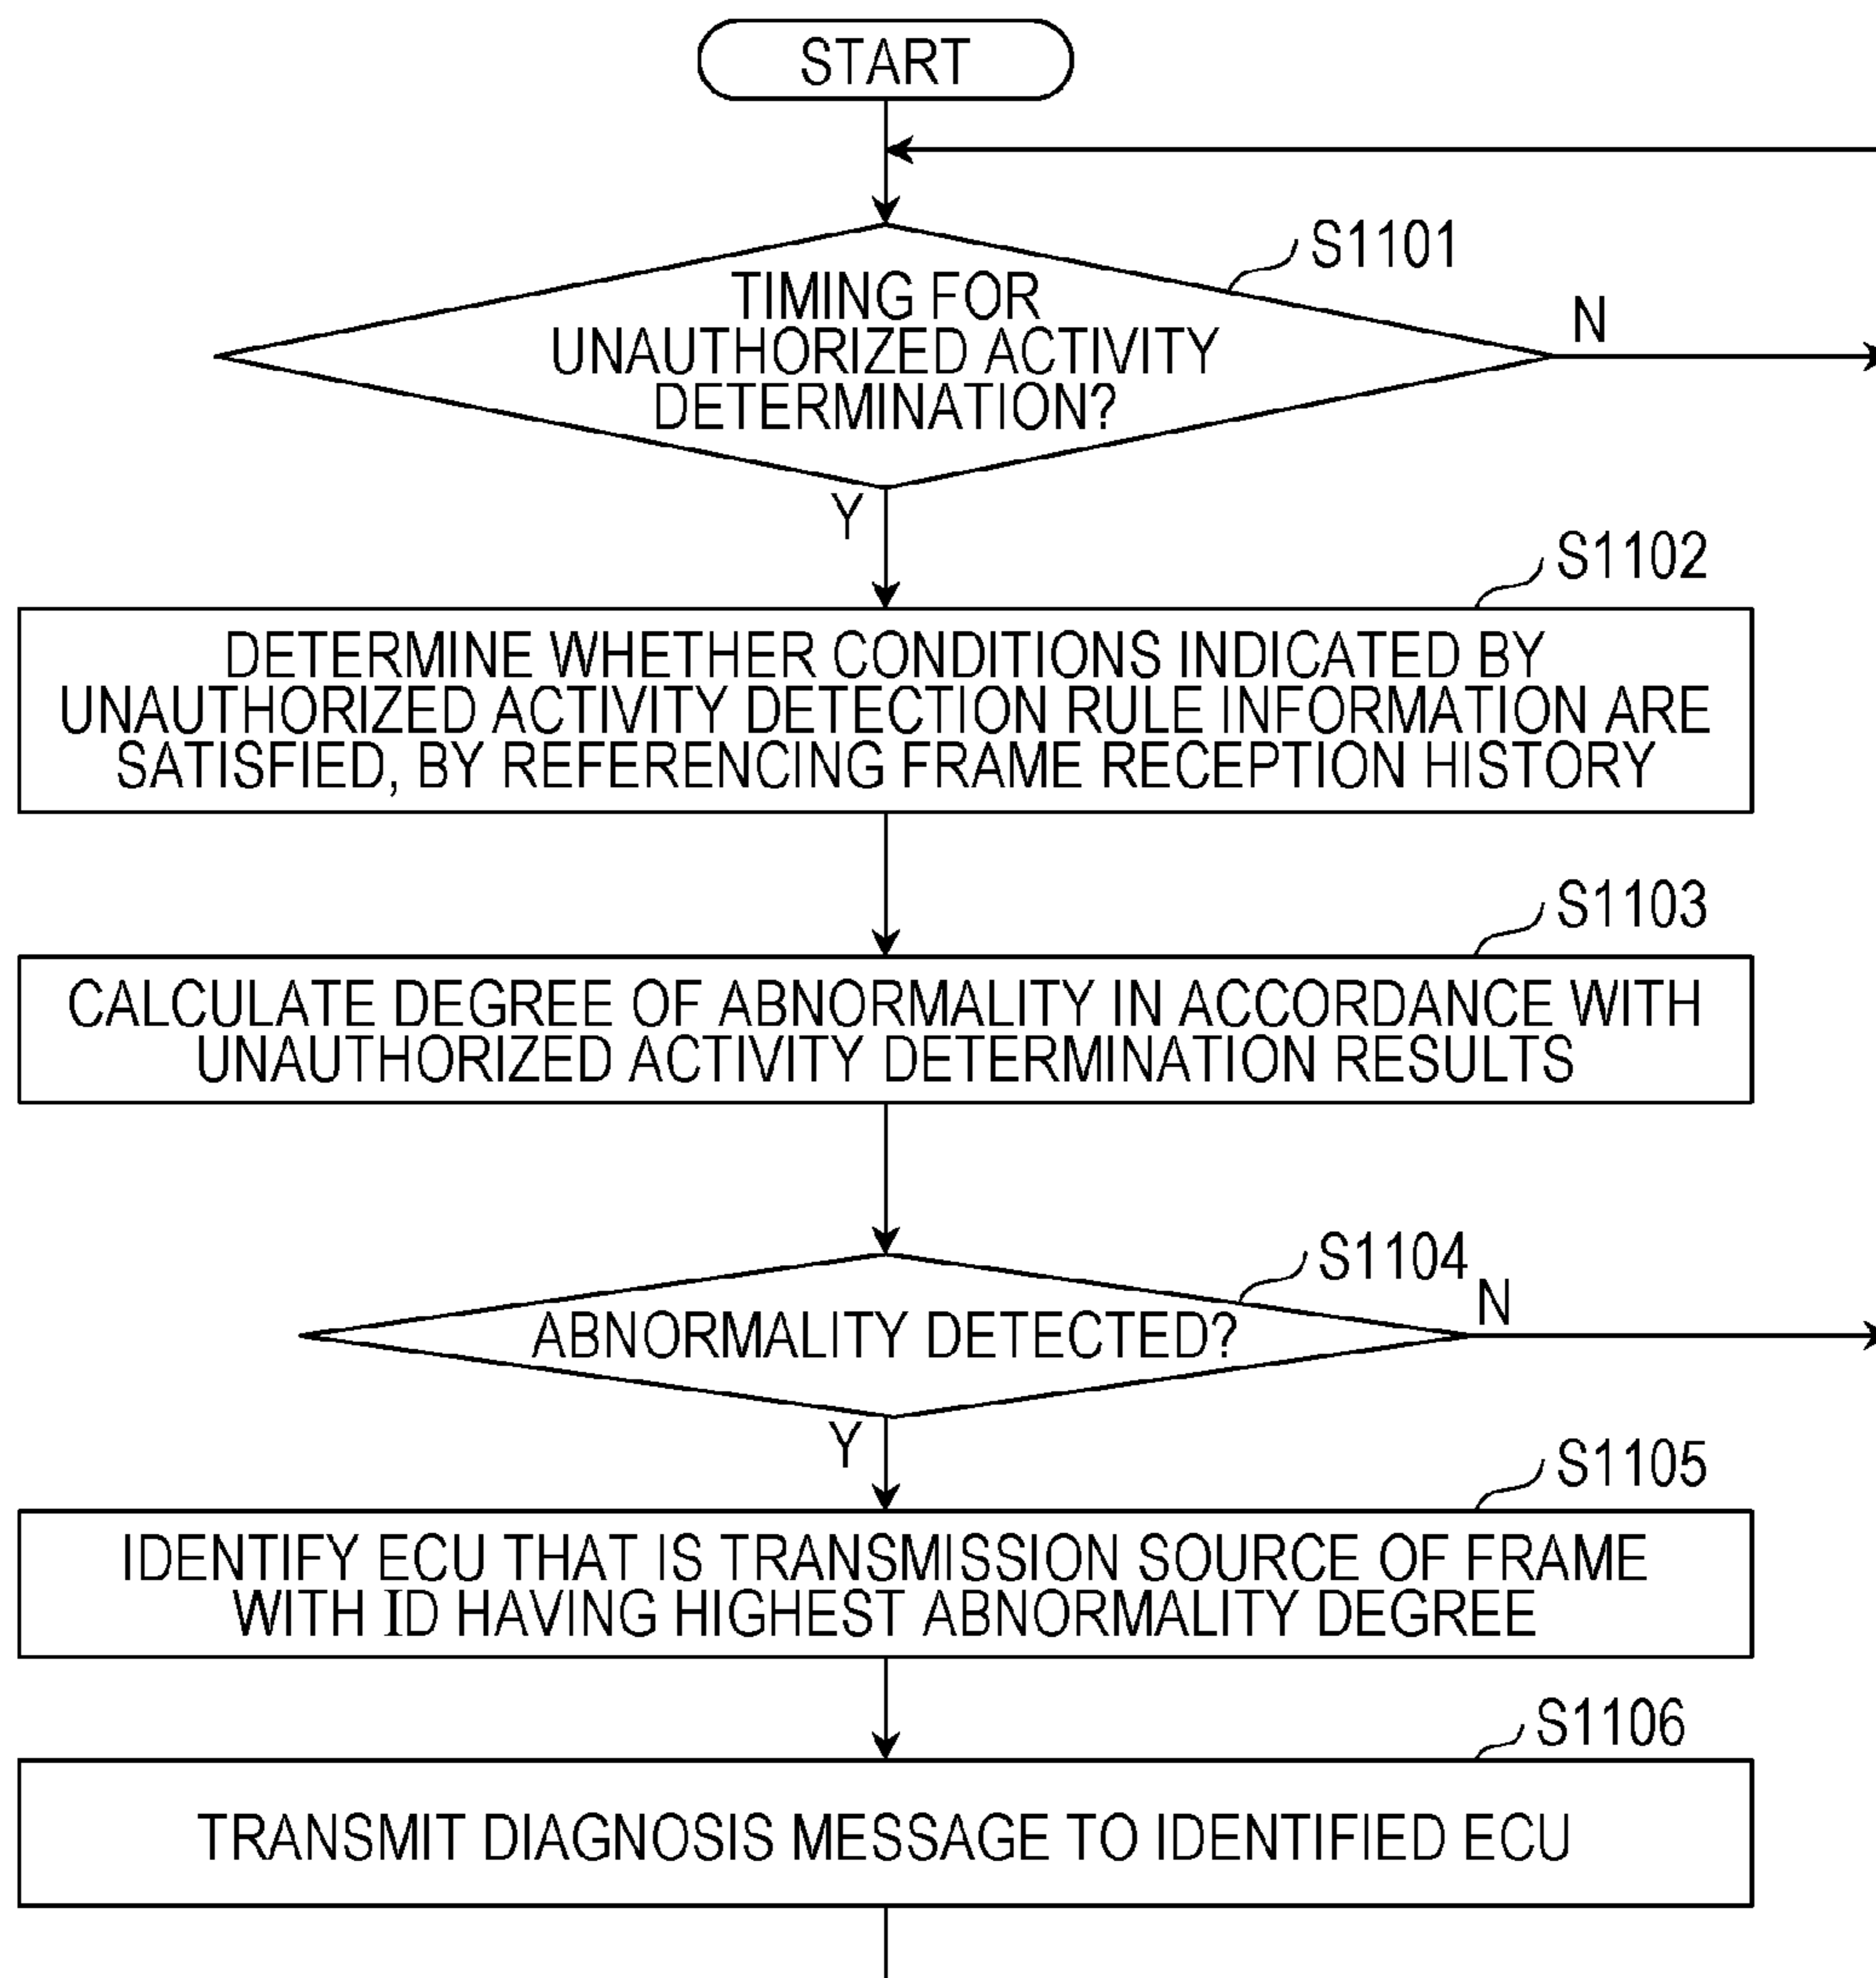 START
S1101
TIMING FOR
UNAUTHORIZED ACTIVITY
DETERMINATION?
N
Y
S1102
DETERMINE WHETHER CONDITIONS INDICATED BY
UNAUTHORIZED ACTIVITY DETECTION RULE INFORMATION ARE
SATISFIED, BY REFERENCING FRAME RECEPTION HISTORY
S1103
CALCULATE DEGREE OF ABNORMALITY IN ACCORDANCE WITH
UNAUTHORIZED ACTIVITY DETERMINATION RESULTS
S1104
ABNORMALITY DETECTED?
N
Y
S1105
IDENTIFY ECU THAT IS TRANSMISSION SOURCE OF FRAME
WITH ID HAVING HIGHEST ABNORMALITY DEGREE
S1106
TRANSMIT DIAGNOSIS MESSAGE TO IDENTIFIED ECU